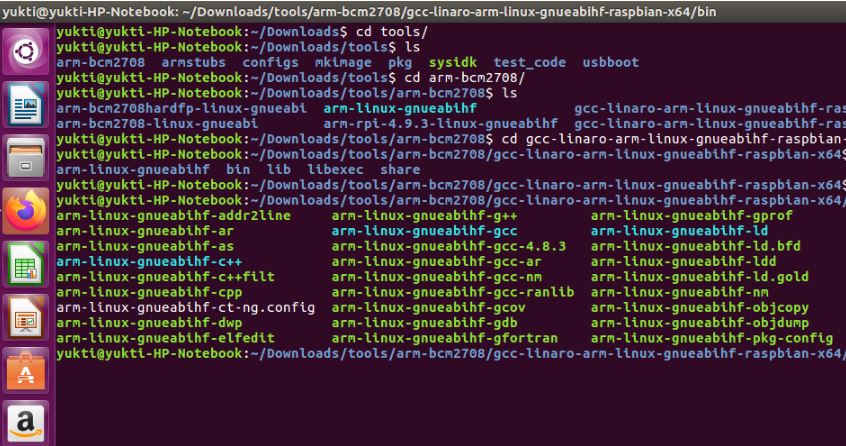 yukti@yukti-HP-Notebook: ~/Downloads/tools/arm-bcm2708/gcc-linaro-arm-linux-gnueabihf-raspbian-x64/bin
yukti@yukti-HP-Notebook:~/Downloads$ cd tools/
yukti@yukti-HP-Notebook:~/Downloads/tools$ ls
arm-bcm2708 armstubs configs mkimage pkg sysidk test_code usbboot
yukti@yukti-HP-Notebook:~/Downloads/tools$ cd arm-bcm2708/
yukti@yukti-HP-Notebook:~/Downloads/tools/arm-bcm2708$ ls
arm-bcm2708hardfp-linux-gnueabi arm-linux-gnueabihf gcc-linaro-arm-linux-gnueabihf-ras
arm-bcm2708-linux-gnueabi arm-rpi-4.9.3-linux-gnueabihf gcc-linaro-arm-linux-gnueabihf-ras
yukti@yukti-HP-Notebook:~/Downloads/tools/arm-bcm2708$ cd gcc-linaro-arm-linux-gnueabihf-raspbian-
yukti@yukti-HP-Notebook:~/Downloads/tools/arm-bcm2708/gcc-linaro-arm-linux-gnueabihf-raspbian-x64$
arm-linux-gnueabihf bin lib libexec share
yukti@yukti-HP-Notebook:~/Downloads/tools/arm-bcm2708/gcc-linaro-arm-linux-gnueabihf-raspbian-x64$
yukti@yukti-HP-Notebook:~/Downloads/tools/arm-bcm2708/gcc-linaro-arm-linux-gnueabihf-raspbian-x64/
arm-linux-gnueabihf-addr2line arm-linux-gnueabihf-g++ arm-linux-gnueabihf-gprof
arm-linux-gnueabihf-ar arm-linux-gnueabihf-gcc arm-linux-gnueabihf-ld
arm-linux-gnueabihf-as arm-linux-gnueabihf-gcc-4.8.3 arm-linux-gnueabihf-ld.bfd
arm-linux-gnueabihf-c++ arm-linux-gnueabihf-gcc-ar arm-linux-gnueabihf-ldd
arm-linux-gnueabihf-c++filt arm-linux-gnueabihf-gcc-nm arm-linux-gnueabihf-ld.gold
arm-linux-gnueabihf-cpp arm-linux-gnueabihf-gcc-ranlib arm-linux-gnueabihf-nm
arm-linux-gnueabihf-ct-ng.config arm-linux-gnueabihf-gcov arm-linux-gnueabihf-objcopy
arm-linux-gnueabihf-dwp arm-linux-gnueabihf-gdb arm-linux-gnueabihf-objdump
arm-linux-gnueabihf-elfedit arm-linux-gnueabihf-gfortran arm-linux-gnueabihf-pkg-config
yukti@yukti-HP-Notebook:~/Downloads/tools/arm-bcm2708/gcc-linaro-arm-linux-gnueabihf-raspbian-x64/